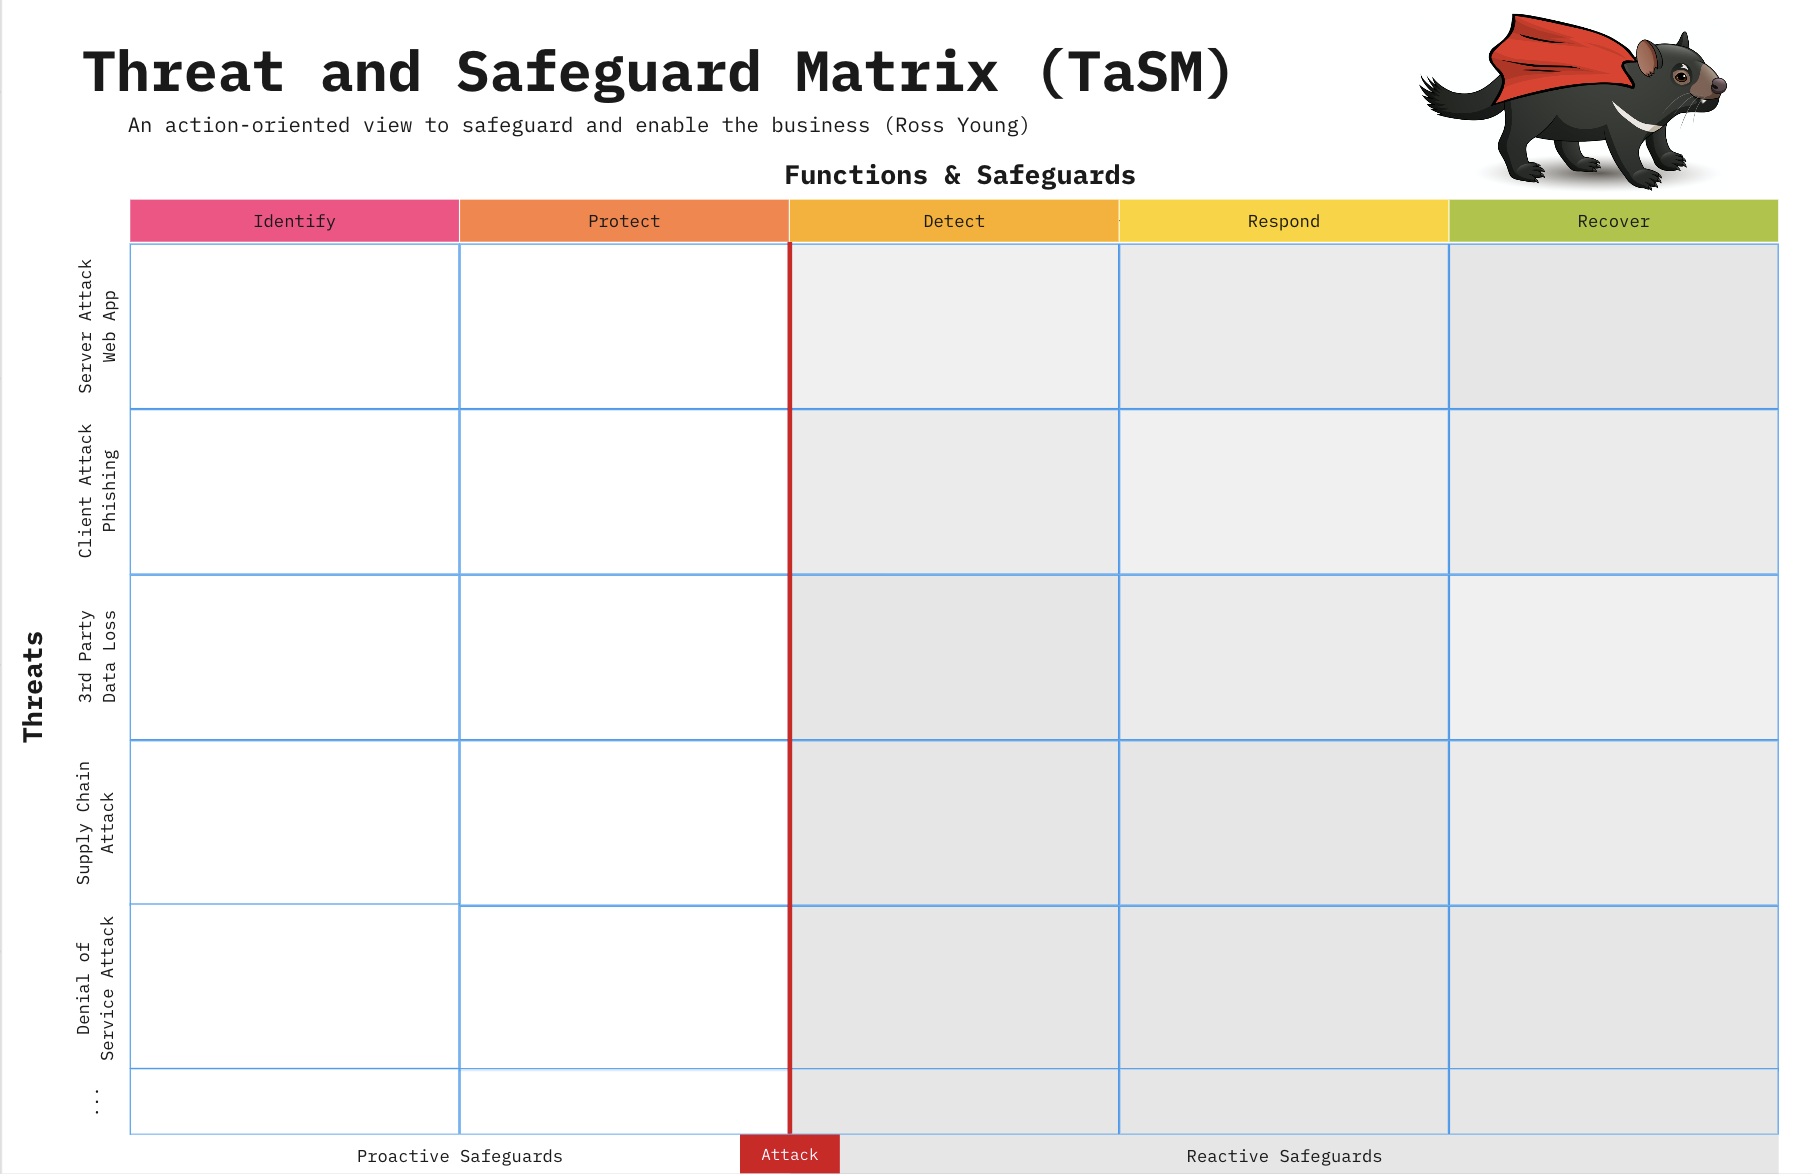 Threat and Safeguard Matrix (TaSM)
An action-oriented view to safeguard and enable the business (Ross Young)
Functions & Safeguards
Identify
Protect
Detect
Respond
Recover
Threats
Server Attack
Web App
Client Attack
Phishing
3rd Party
Data Loss
Supply Chain
Attack
Denial of
Service Attack
...
Proactive Safeguards
Attack
Reactive Safeguards